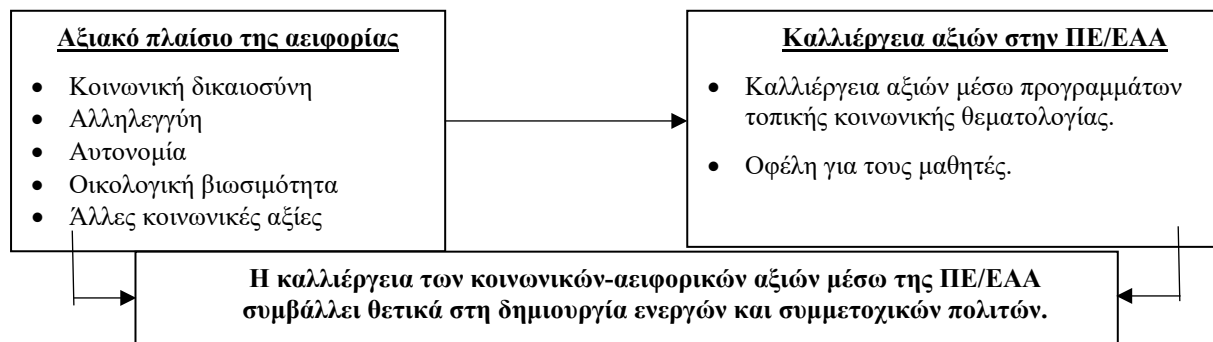 Αξιακό πλαίσιο της αειφορίας
• Κοινωνική δικαιοσύνη
• Αλληλεγγύη
• Αυτονομία
• Οικολογική βιωσιμότητα
• Άλλες κοινωνικές αξίες
Καλλιέργεια αξιών στην ΠΕ/ΕΑΑ
• Καλλιέργεια αξιών μέσω προγραμμάτων
τοπικής κοινωνικής θεματολογίας.
• Οφέλη για τους μαθητές.
Η καλλιέργεια των κοινωνικών-αειφορικών αξιών μέσω της ΠΕ/ΕΑΑ
συμβάλλει θετικά στη δημιουργία ενεργών και συμμετοχικών πολιτών.